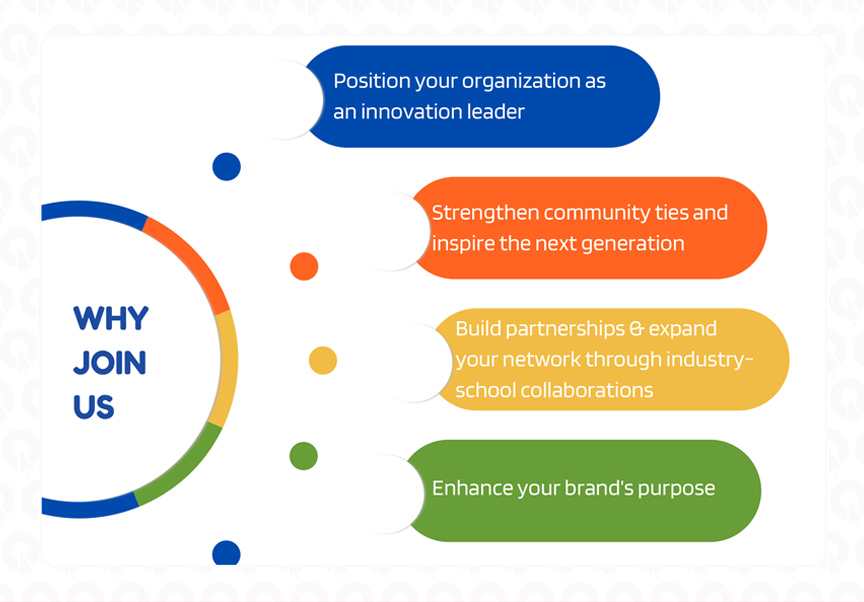 WHY
JOIN
US
Position your organization as
an innovation leader
Strengthen community ties and
inspire the next generation
Build partnerships & expand
your network through industry-
school collaborations
Enhance your brand's purpose